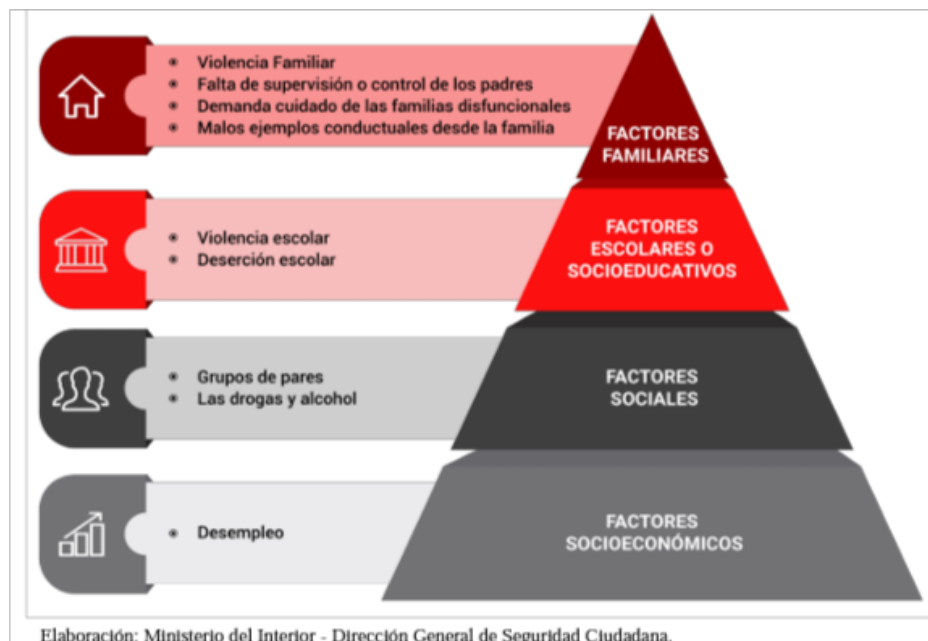 Violencia Familiar
Falta de supervisión o control de los padres
Demanda cuidado de las familias disfuncionales
Malos ejemplos conductuales desde la familia
FACTORES
FAMILIARES
Violencia escolar
Deserción escolar
FACTORES
ESCOLARES O
SOCIOEDUCATIVOS
Grupos de pares
Las drogas y alcohol
FACTORES
SOCIALES
Desempleo
FACTORES
SOCIOECONÓMICOS
Elaboración: Ministerio del Interior - Dirección General de Seguridad Ciudadana.